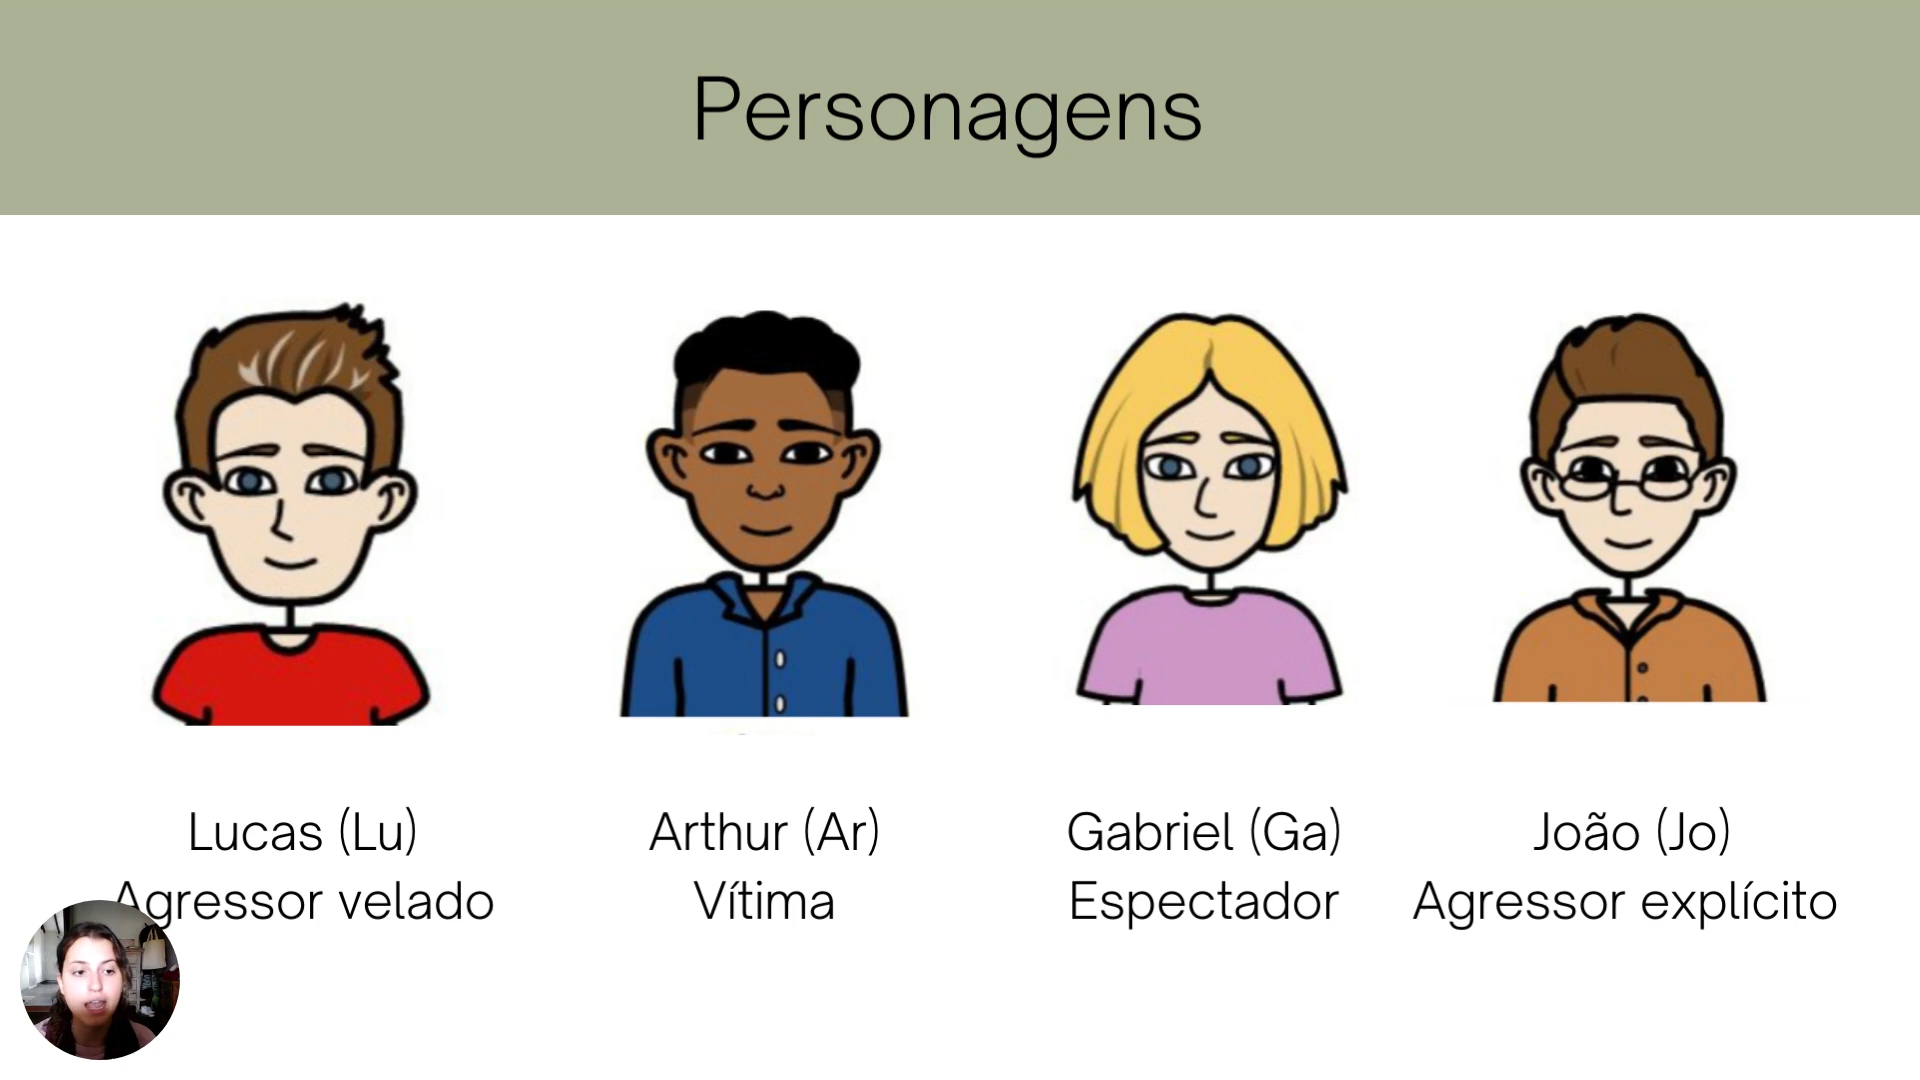 Personagens
Lucas (Lu)
Agressor velado
Arthur (Ar)
Vítima
Gabriel (Ga)
Espectador
João (Jo)
Agressor explícito